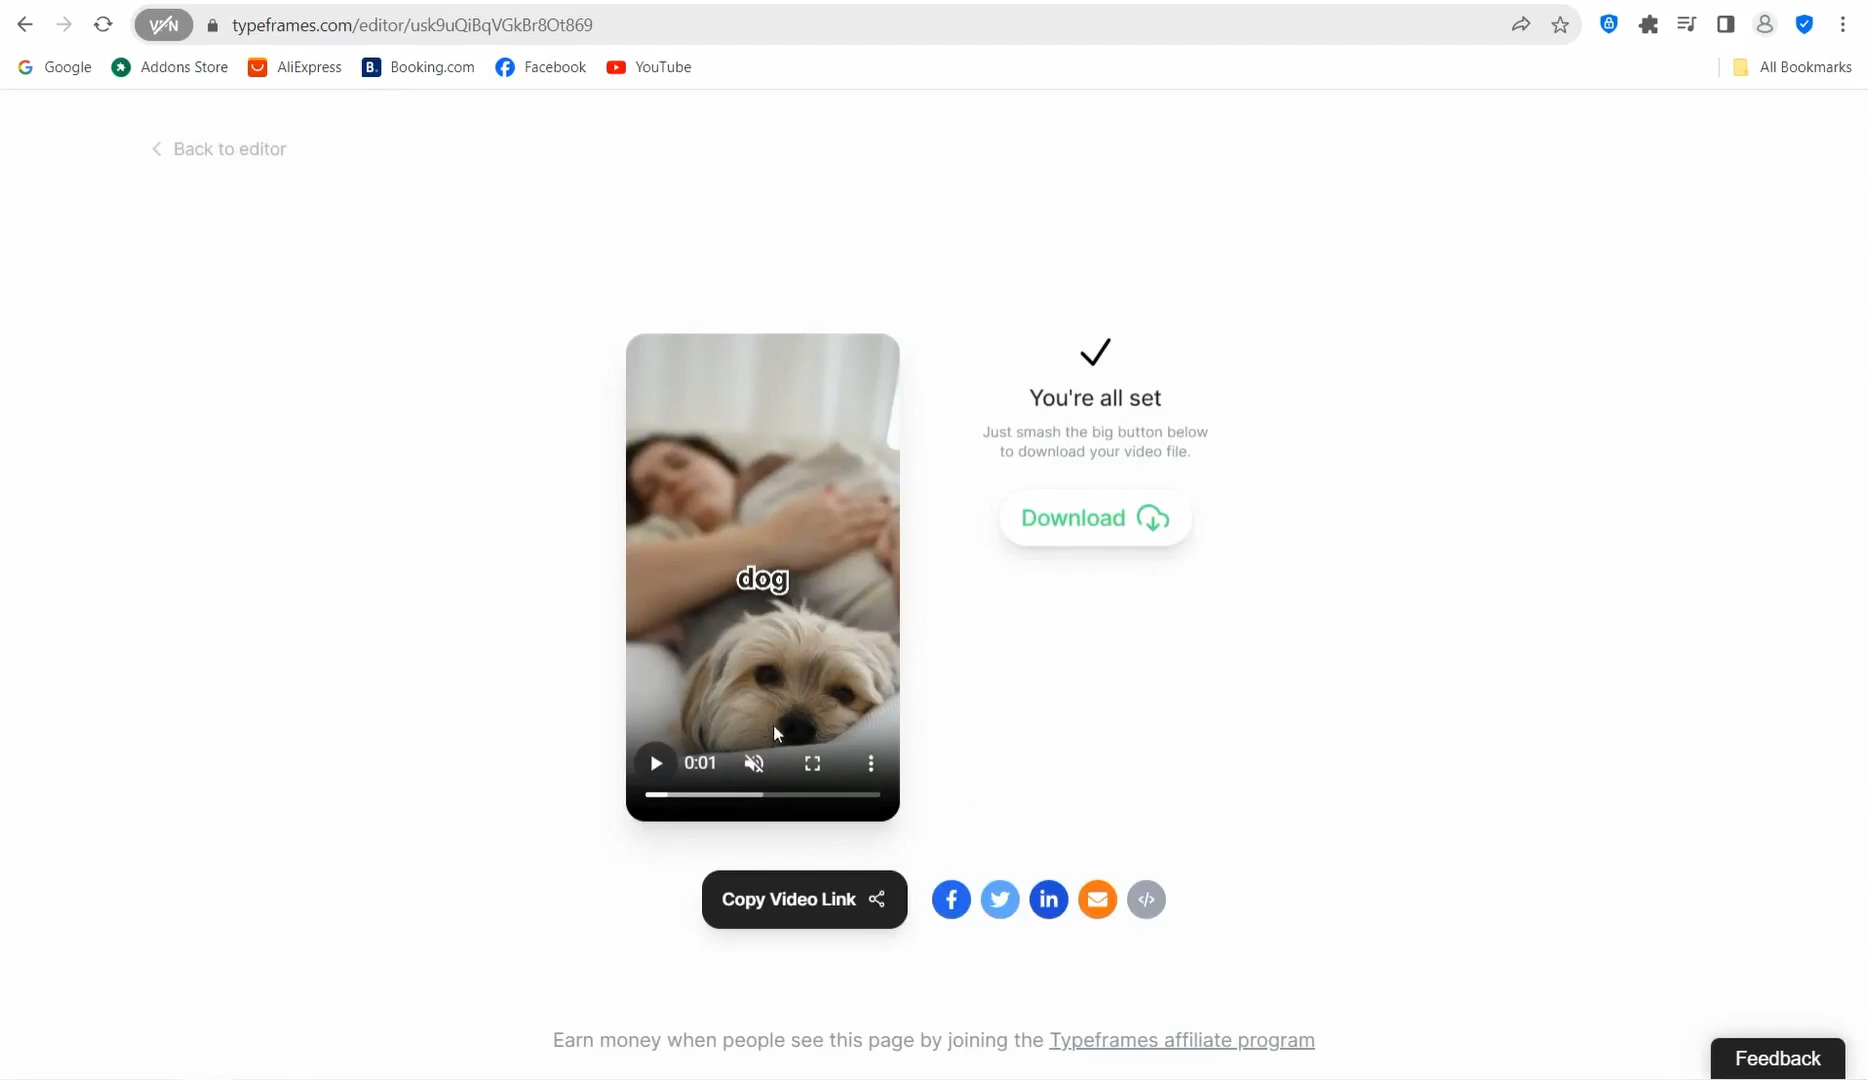 VPN
typeframes.com/editor/usk9uQiBqVGkBr8Ot869
Google
Addons Store
AliExpress
B.
Booking.com
Facebook
YouTube
All Bookmarks
Back to editor
You're all set
Just smash the big button below
to download your video file.
Download
dog
0:01
Copy Video Link
f
in
</>
Earn money when people see this page by joining the Typeframes affiliate program
Feedback